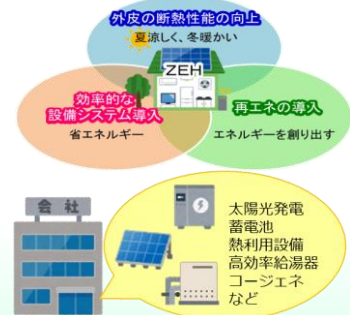 外皮の断熱性能の向上
夏涼しく、冬暖かい
ZEH
効率的な
設備システム導入
省エネルギー
再エネの導入
エネルギーを創り出す
会社
太陽光発電
蓄電池
熱利用設備
高効率給湯器
コージェネ
など